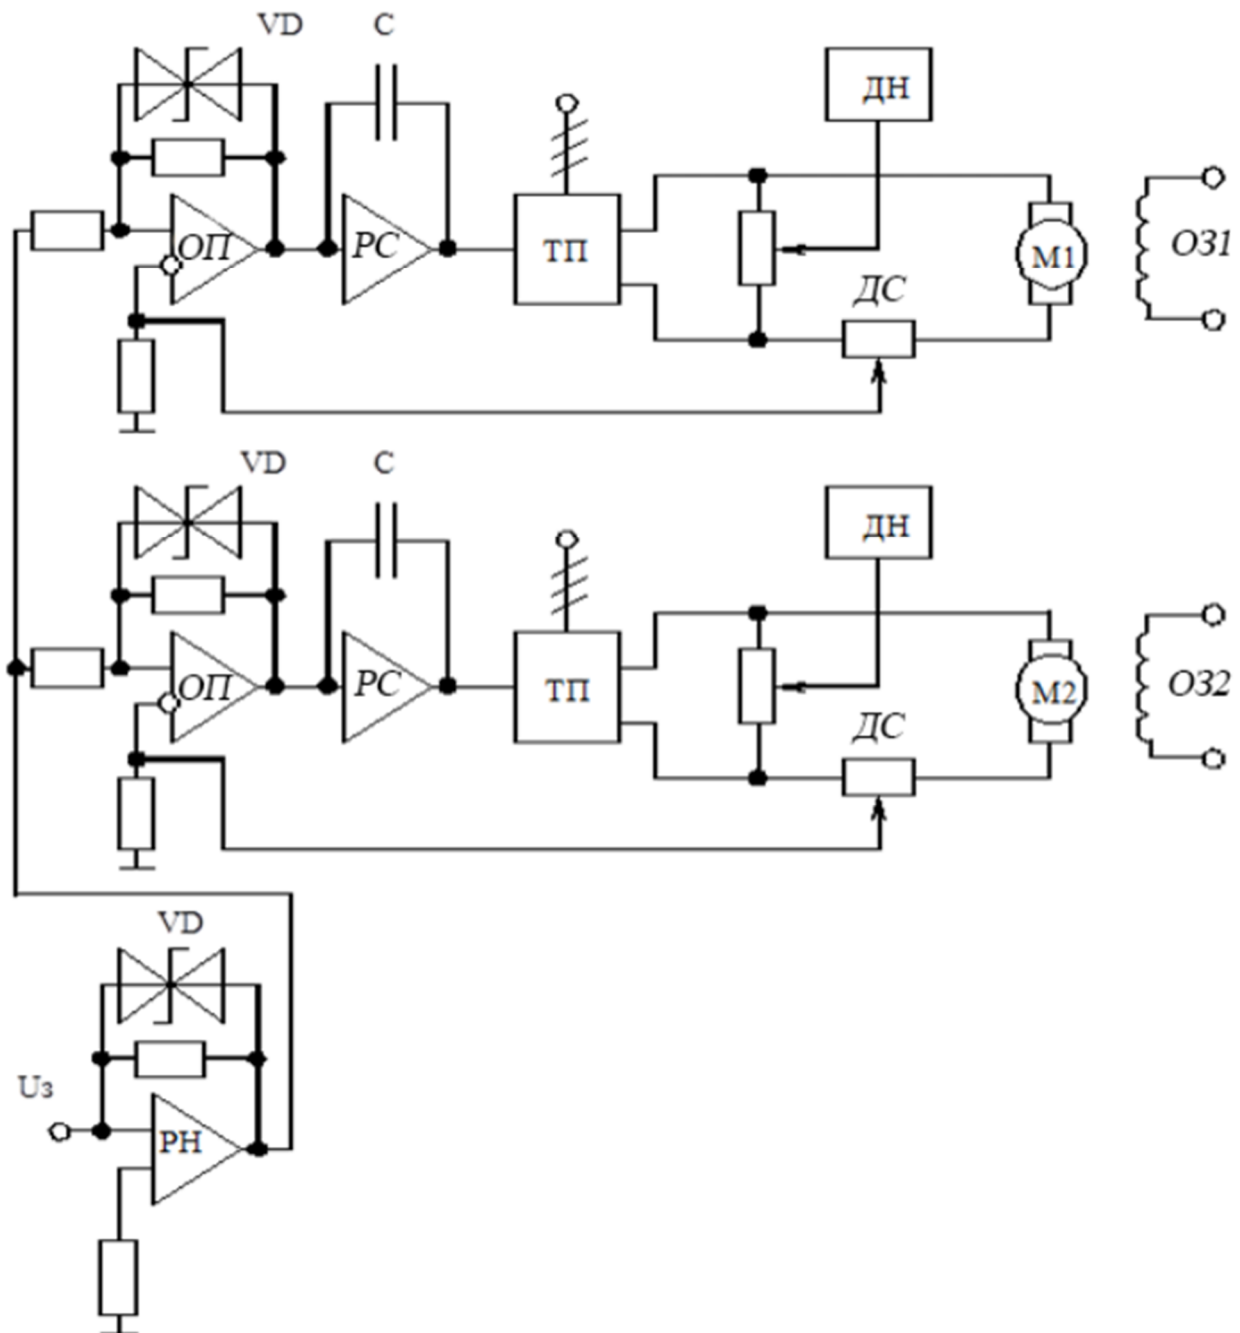 VD C
ДН
ОП РС ТП М1 ОЗ1
ДС
VD C
ДН
ОП РС ТП М2 ОЗ2
ДС
VD
Uз
РН